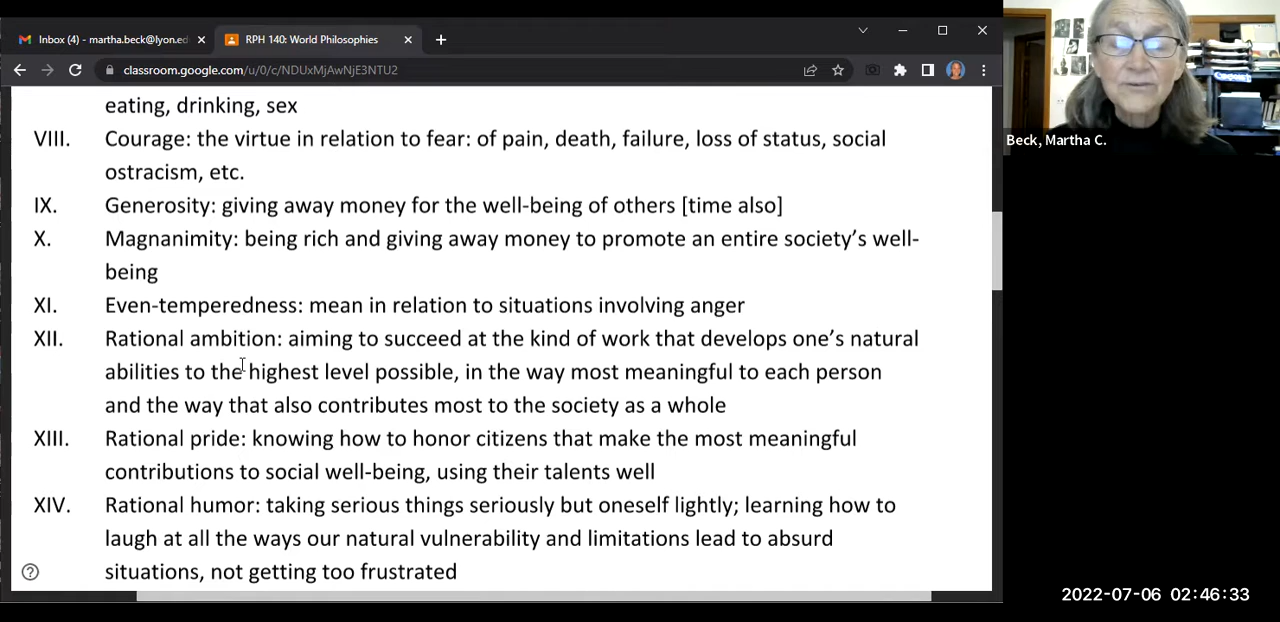 Inbox (4) - martha.beck@lyon.ed
RPH 140: World Philosophies
classroom.google.com/u/0/c/NDUxMjAwNjE3NTU2
eating, drinking, sex
VIII. Courage: the virtue in relation to fear: of pain, death, failure, loss of status, social
ostracism, etc.
IX. Generosity: giving away money for the well-being of others [time also]
X. Magnanimity: being rich and giving away money to promote an entire society’s well-
being
XI. Even-temperedness: mean in relation to situations involving anger
XII. Rational ambition: aiming to succeed at the kind of work that develops one’s natural
abilities to the highest level possible, in the way most meaningful to each person
and the way that also contributes most to the society as a whole
XIII. Rational pride: knowing how to honor citizens that make the most meaningful
contributions to social well-being, using their talents well
XIV. Rational humor: taking serious things seriously but oneself lightly; learning how to
laugh at all the ways our natural vulnerability and limitations lead to absurd
situations, not getting too frustrated
Beck, Martha C.
2022-07-06 02:46:33